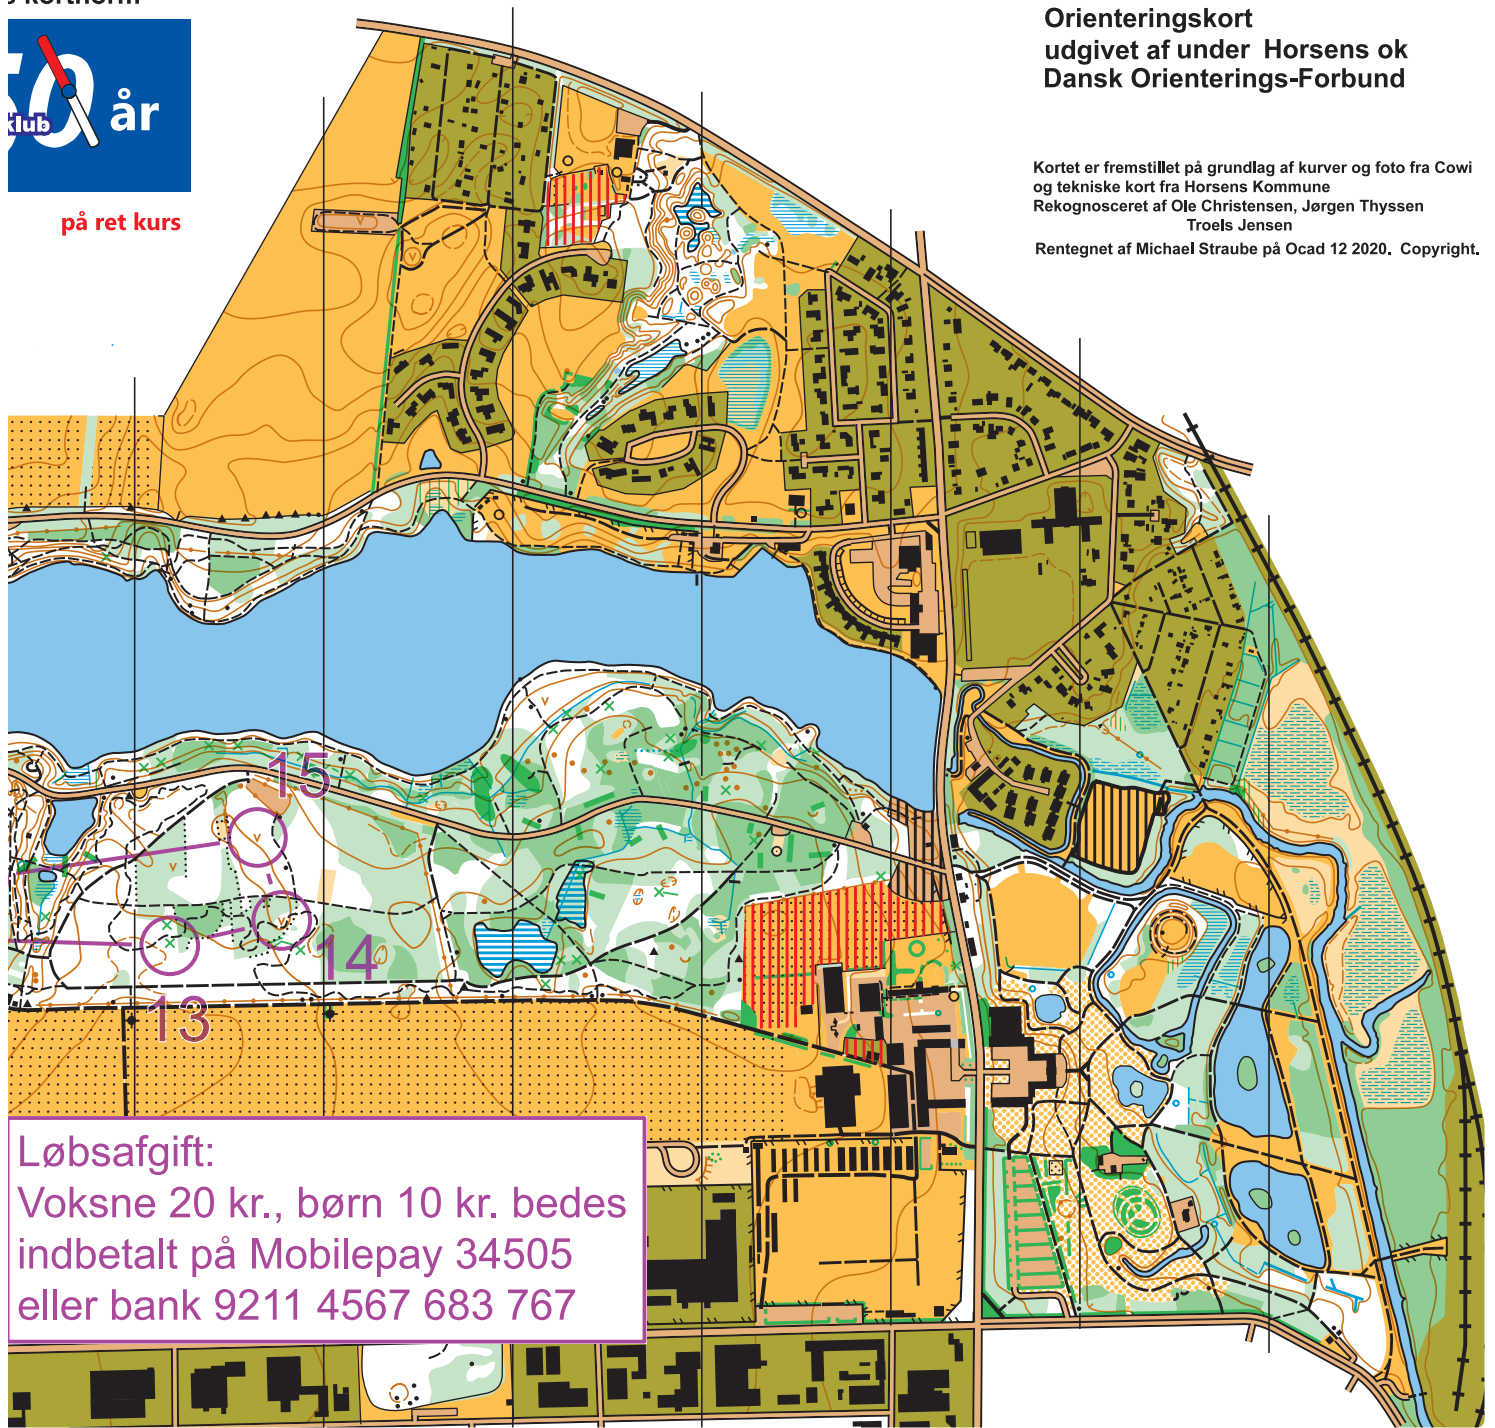 Orienteringskort
udgivet af under Horsens ok
Dansk Orienterings-Forbund
50 år
klub
på ret kurs
Kortet er fremstillet på grundlag af kurver og foto fra Cowi
og tekniske kort fra Horsens Kommune
Rekognosceret af Ole Christensen, Jørgen Thyssen
Troels Jensen
Rentegnet af Michael Straube på Ocad 12 2020. Copyright.
15
14
13
Løbsafgift:
Voksne 20 kr., børn 10 kr. bedes
indbetalt på Mobilepay 34505
eller bank 9211 4567 683 767